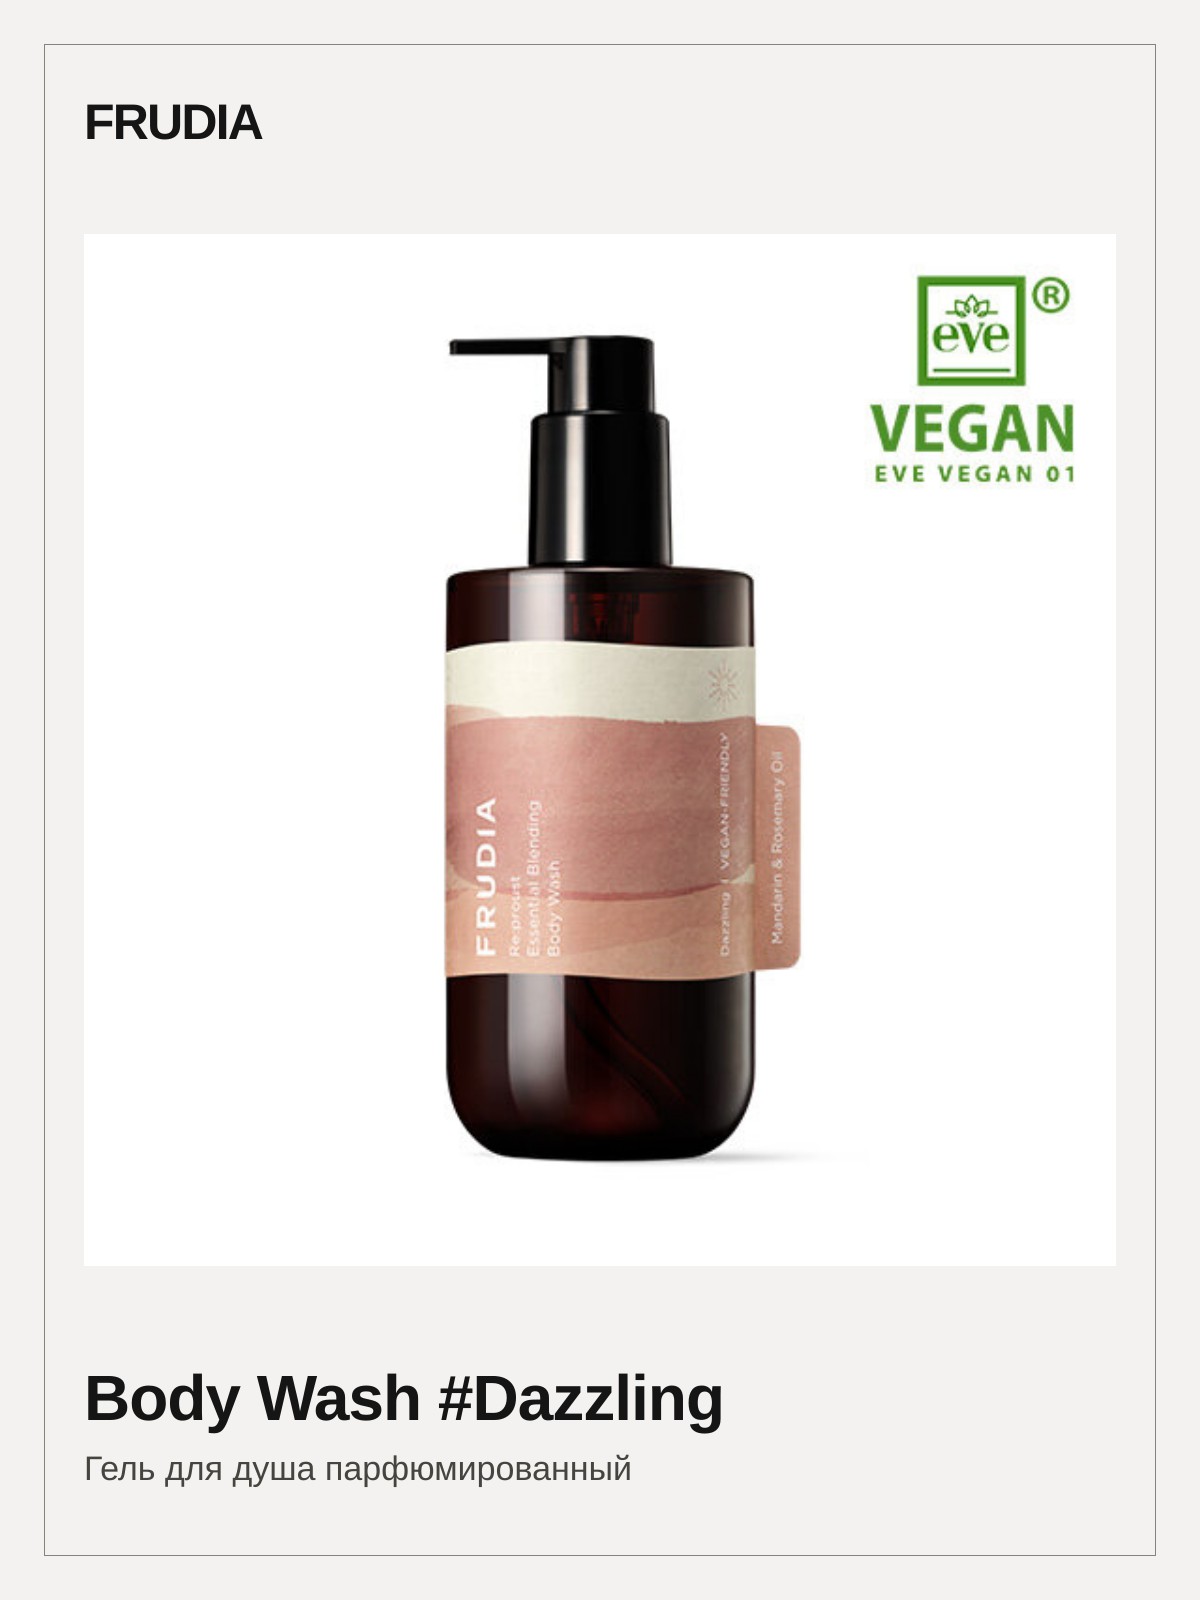 FRUDIA
eve
®
VEGAN
EVE VEGAN 01
FRUDIA
Re:proust
Essential Blending
Body Wash
Dazzling | VEGAN-FRIENDLY
Mandarin & Rosemary Oil
Body Wash #Dazzling
Гель для душа парфюмированный